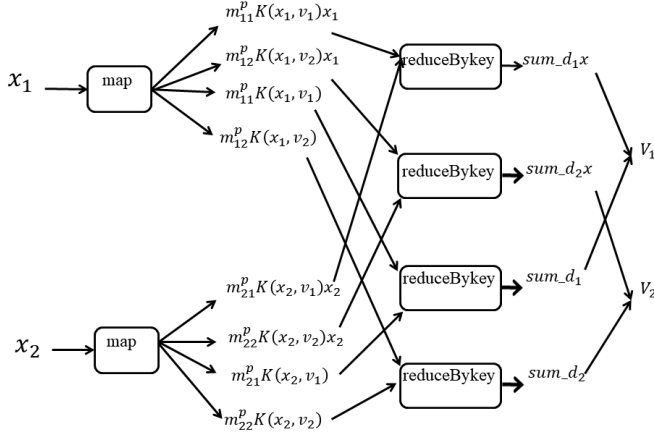 m_{11}^p K(x_1, v_1)x_1
m_{12}^p K(x_1, v_2)x_1
m_{11}^p K(x_1, v_1)
m_{12}^p K(x_1, v_2)
x_1
map
reduceBykey
sum_d_1x
reduceBykey
sum_d_2x
V_1
reduceBykey
sum_d_1
V_2
reduceBykey
sum_d_2
m_{21}^p K(x_2, v_1)x_2
m_{22}^p K(x_2, v_2)x_2
m_{21}^p K(x_2, v_1)
m_{22}^p K(x_2, v_2)
x_2
map